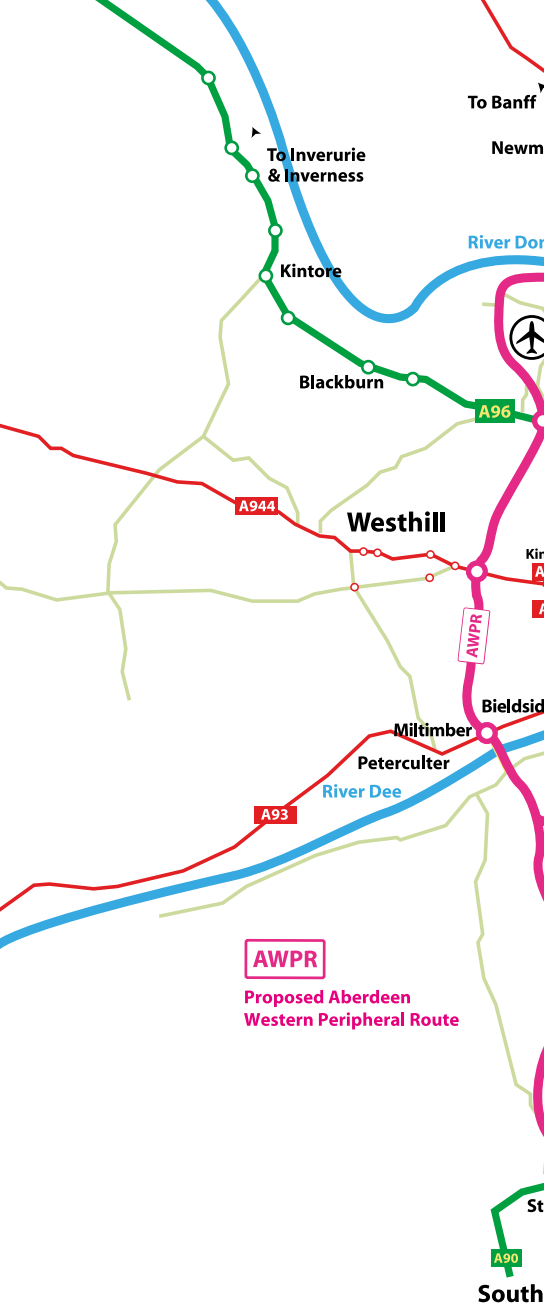 To Banff
Newm
To Inverurie
& Inverness
River Don
Kintore
Blackburn
A96
A944
Westhill
Kin
A
A
AWPR
Bieldsid
Miltimber
Peterculter
River Dee
A93
AWPR
Proposed Aberdeen
Western Peripheral Route
St
A90
South